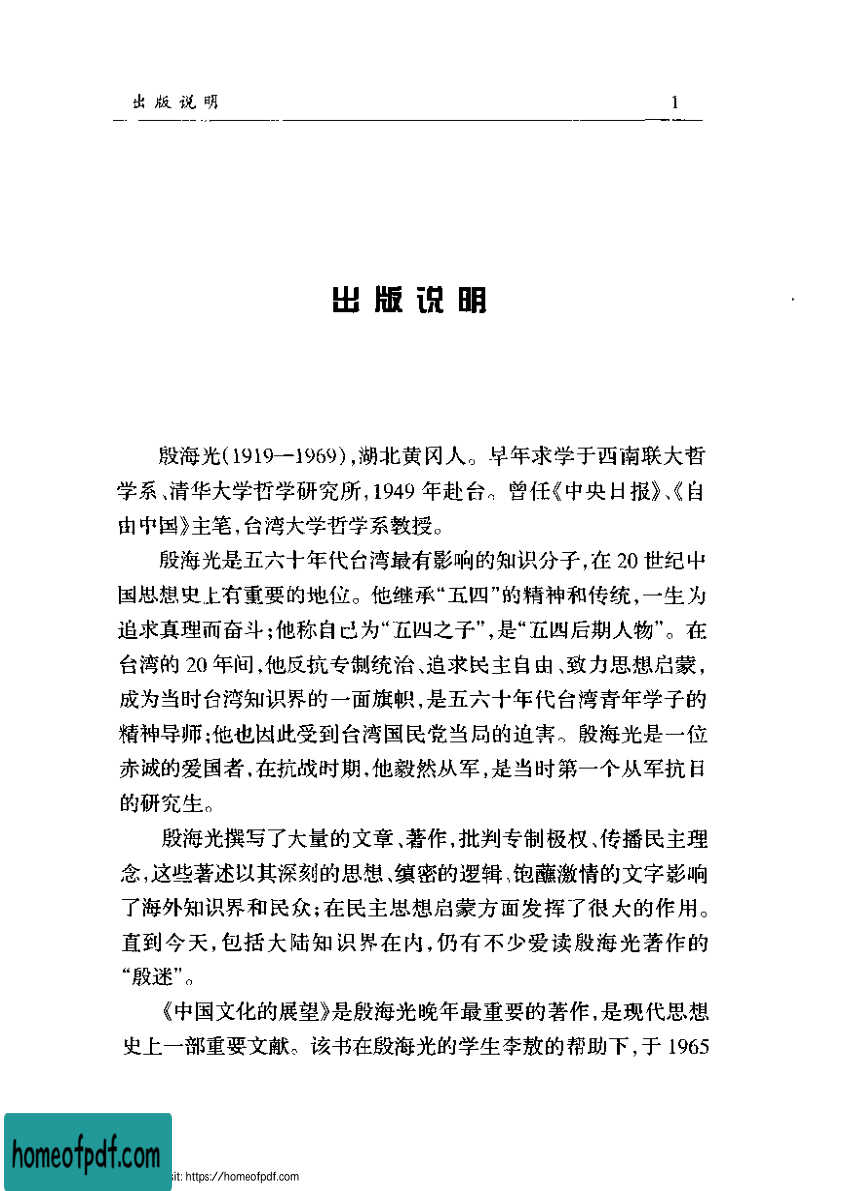 出版说明 1
出版说明
殷海光(1919—1969),湖北黄冈人。早年求学于西南联大哲
学系、清华大学哲学研究所,1949 年赴台。曾任《中央日报》、《自
由中国》主笔,台湾大学哲学系教授。
殷海光是五六十年代台湾最有影响的知识分子,在 20 世纪中
国思想史上有重要的地位。他继承“五四”的精神和传统,一生为
追求真理而奋斗;他称自己为“五四之子”,是“五四后期人物”。在
台湾的 20 年间,他反抗专制统治、追求民主自由、致力思想启蒙,
成为当时台湾知识界的一面旗帜,是五六十年代台湾青年学子的
精神导师;他也因此受到台湾国民党当局的迫害。殷海光是一位
赤诚的爱国者,在抗战时期,他毅然从军,是当时第一个从军抗日
的研究生。
殷海光撰写了大量的文章、著作,批判专制极权、传播民主理
念,这些著述以其深刻的思想、缜密的逻辑、饱蘸激情的文字影响
了海外知识界和民众;在民主思想启蒙方面发挥了很大的作用。
直到今天,包括大陆知识界在内,仍有不少爱读殷海光著作的
“殷迷”。
《中国文化的展望》是殷海光晚年最重要的著作,是现代思想
史上一部重要文献。该书在殷海光的学生李敖的帮助下,于 1965
homeofpdf.com
sit: https://homeofpdf.com